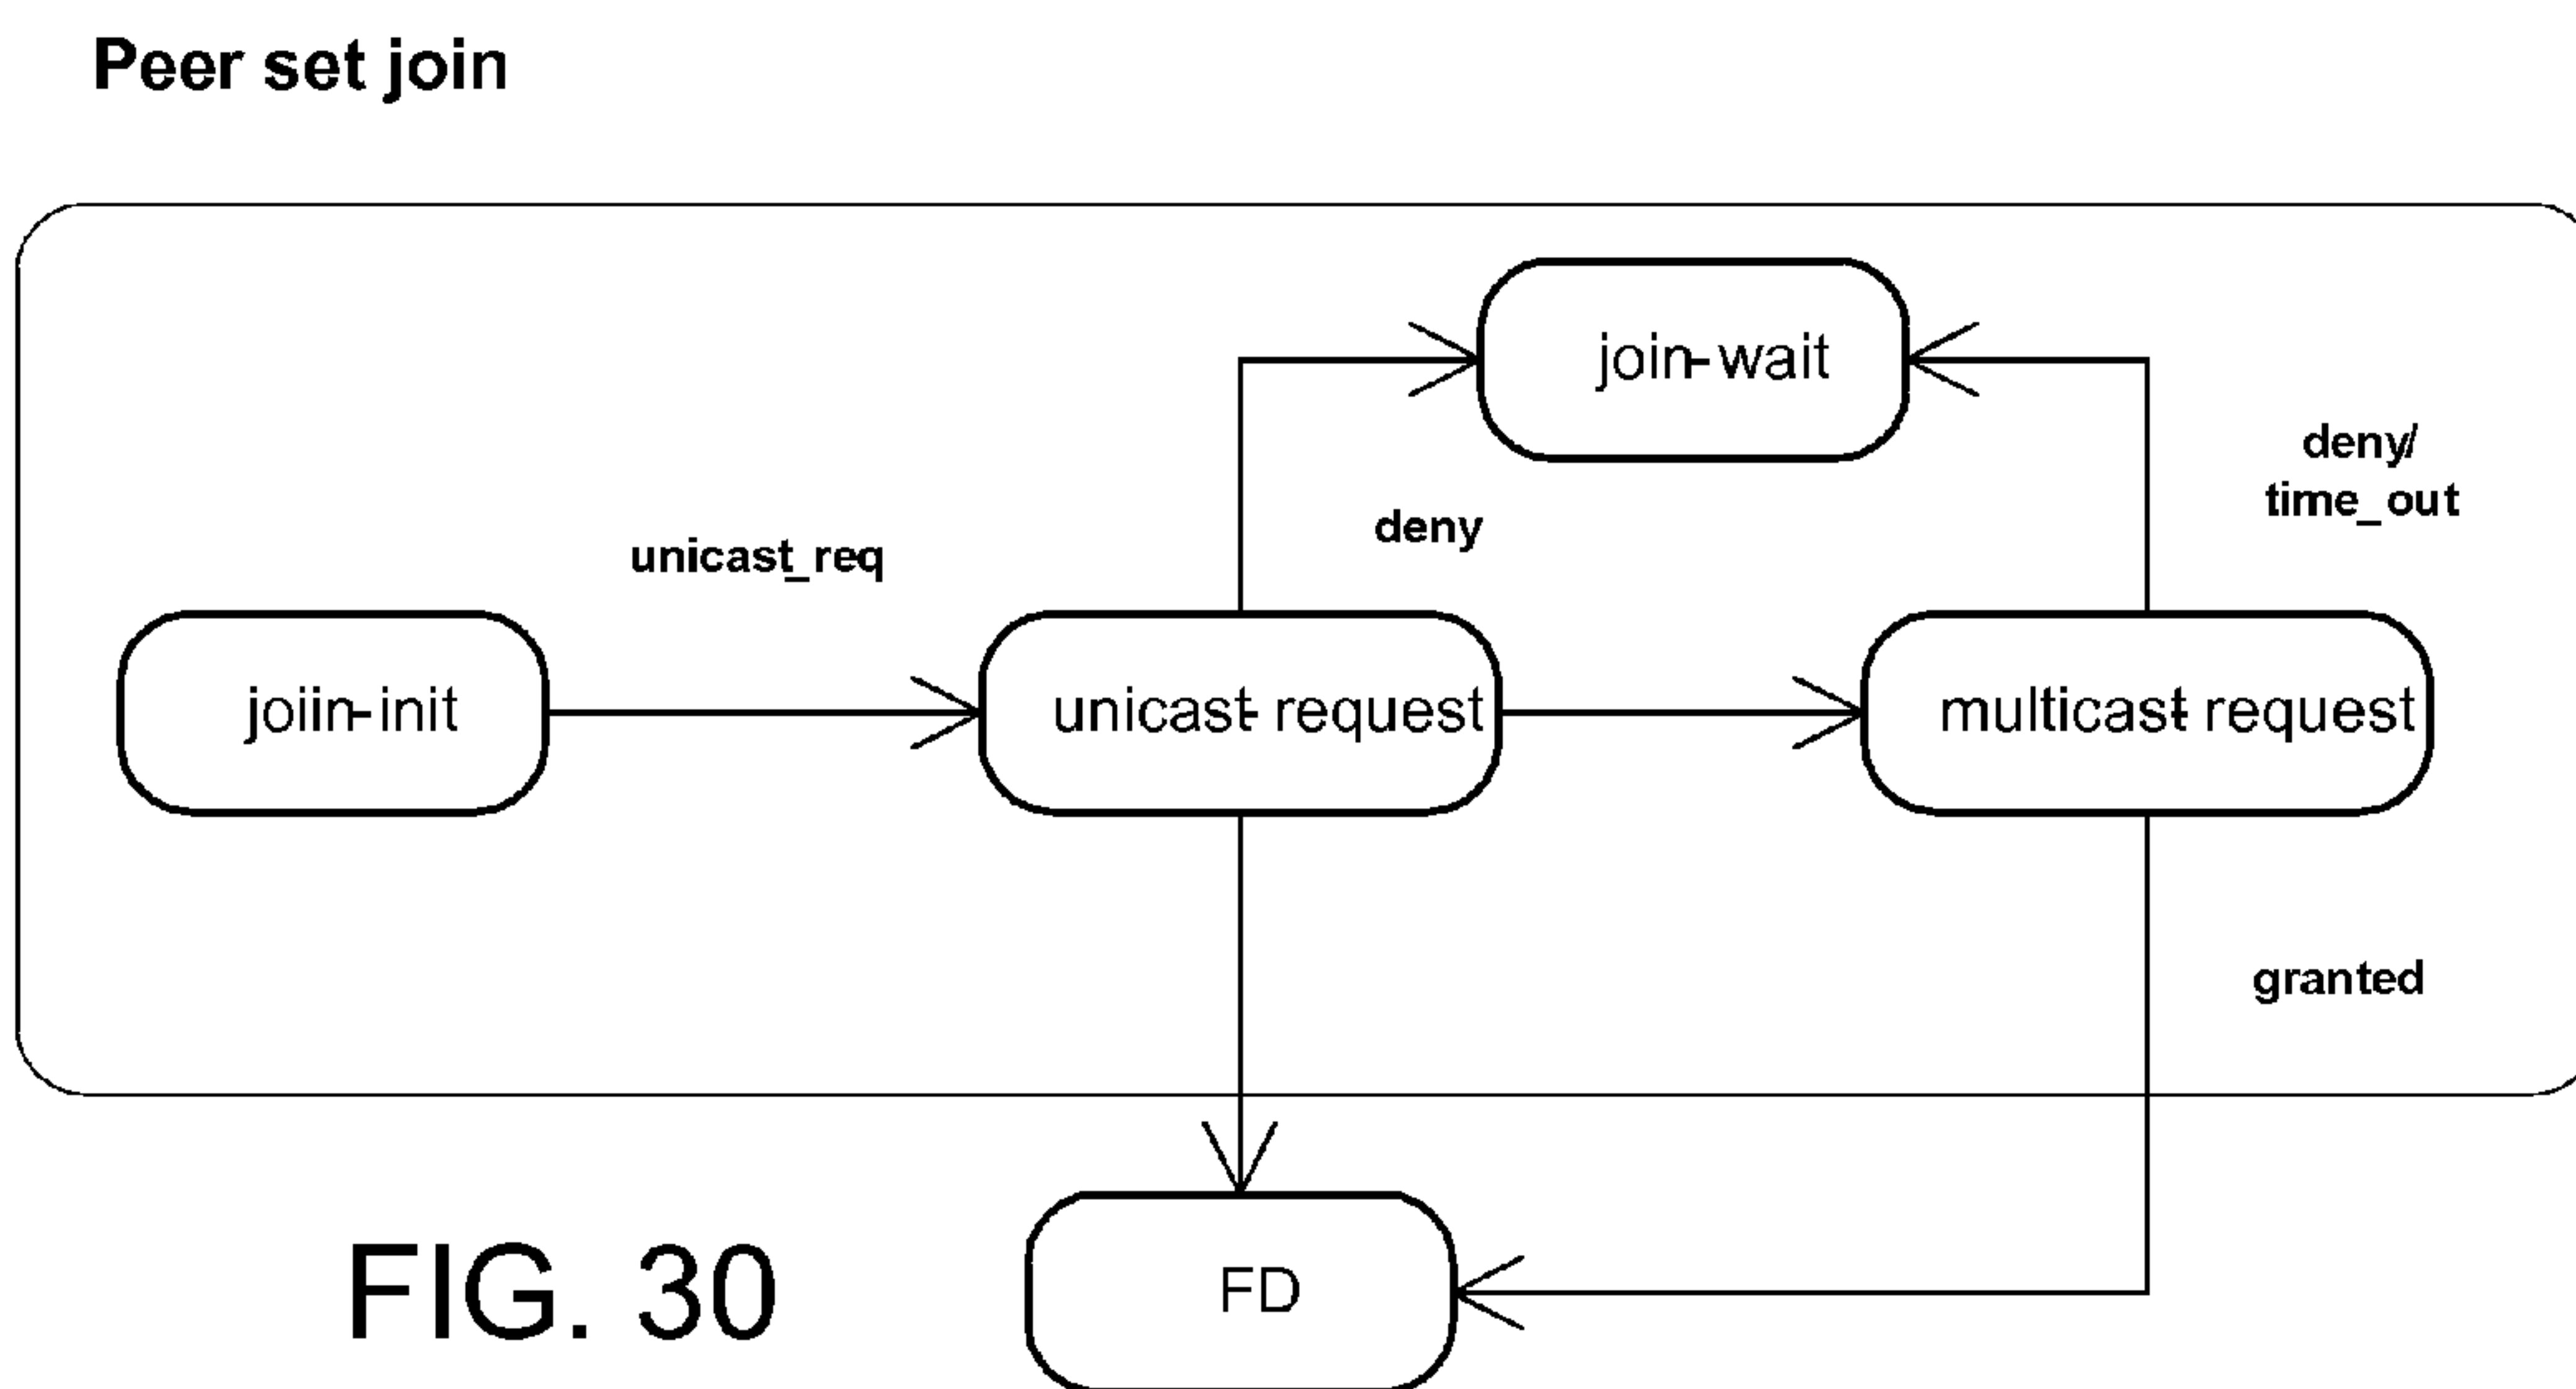 Peer set join
join-wait
deny/
time_out
deny
unicast_req
joiin-init
unicast- request
multicast- request
granted
FD
FIG. 30